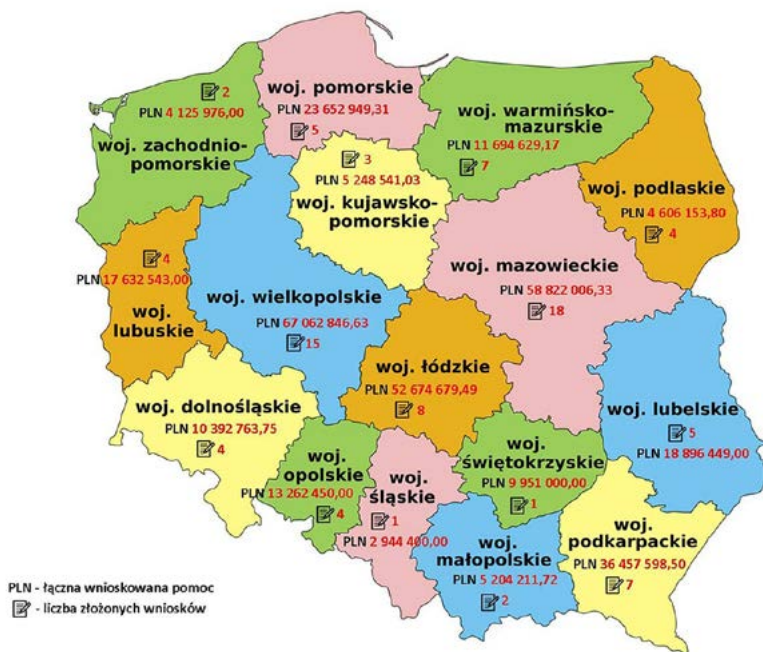 2
PLN 4 125 976,00
woj. zachodnio-
pomorskie
woj. pomorskie
PLN 23 652 949,31
5
woj. warmińsko-
mazurskie
PLN 11 694 629,17
7
woj. podlaskie
PLN 4 606 153,80
4
3
PLN 5 248 541,03
woj. kujawsko-
pomorskie
4
PLN 17 632 543,00
woj.
lubuskie
woj. wielkopolskie
PLN 67 062 846,63
15
woj. mazowieckie
PLN 58 822 006,33
18
woj. łódzkie
PLN 52 674 679,49
8
woj. dolnośląskie
PLN 10 392 763,75
4
woj. lubelskie
5
PLN 18 896 449,00
woj.
opolskie
PLN 13 262 450,00
4
woj.
śląskie
1
PLN 2 944 400,00
woj.
świętokrzyskie
PLN 9 951 000,00
1
woj.
małopolskie
PLN 5 204 211,72
2
woj.
podkarpackie
PLN 36 457 598,50
7
PLN - łączna wnioskowana pomoc
- liczba złożonych wniosków